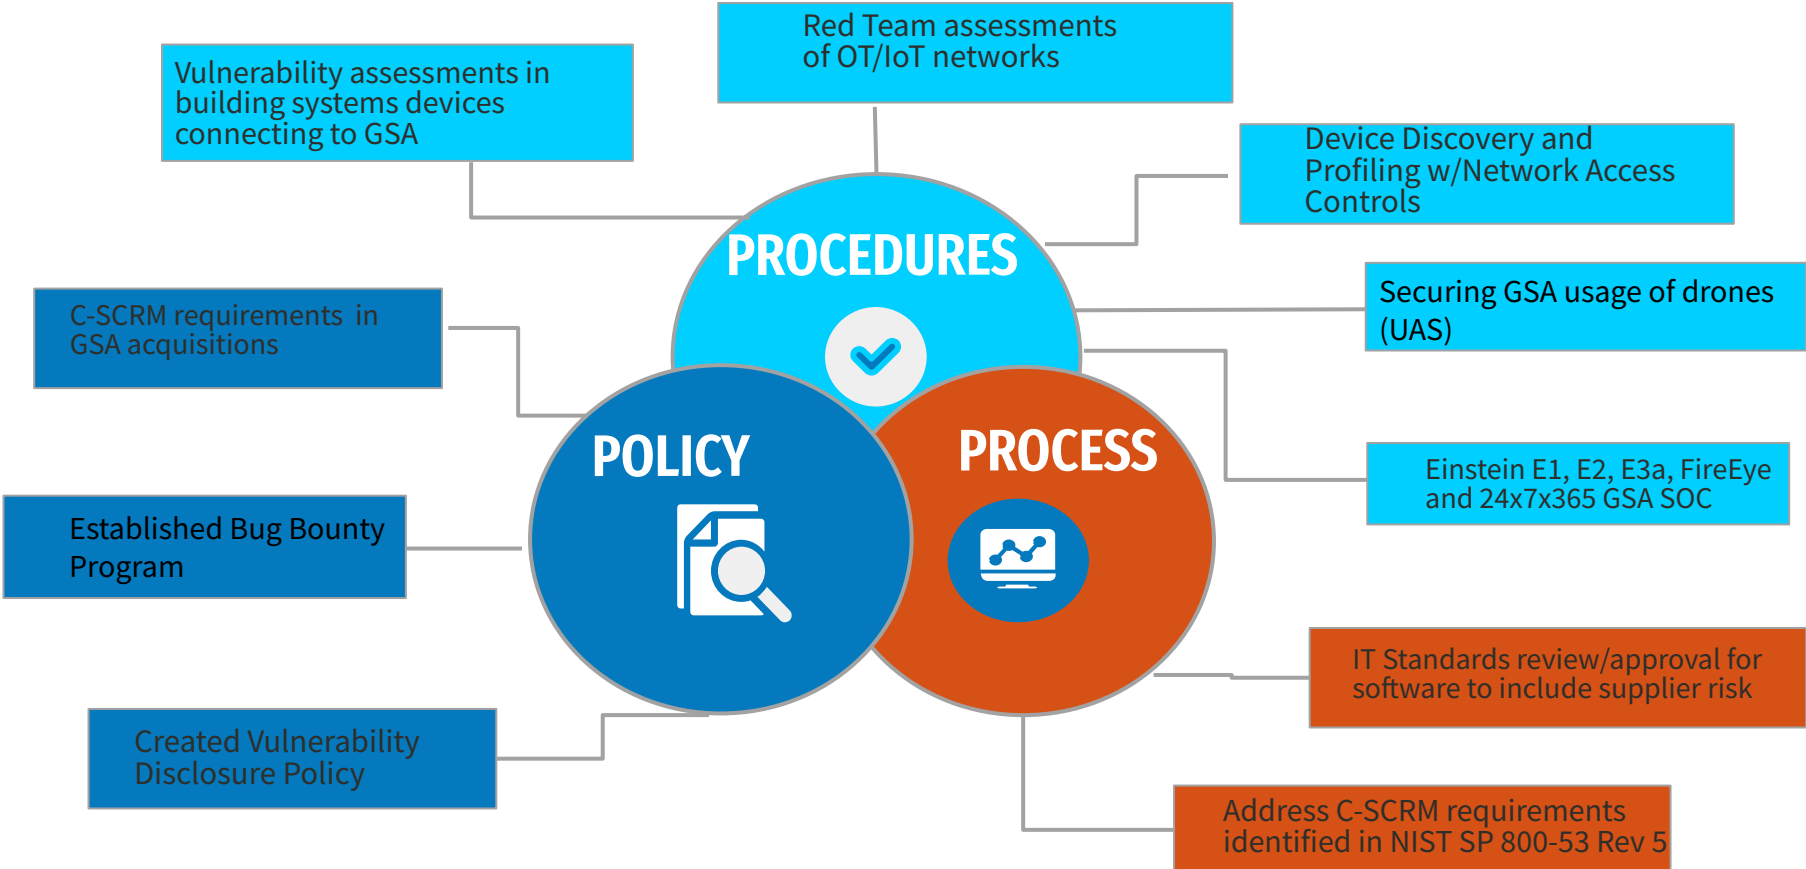 Red Team assessments
of OT/IoT networks
Vulnerability assessments in
building systems devices
connecting to GSA
Device Discovery and
Profiling w/Network Access
Controls
PROCEDURES
Securing GSA usage of drones
(UAS)
C-SCRM requirements in
GSA acquisitions
POLICY
PROCESS
Einstein E1, E2, E3a, FireEye
and 24x7x365 GSA SOC
Established Bug Bounty
Program
IT Standards review/approval for
software to include supplier risk
Created Vulnerability
Disclosure Policy
Address C-SCRM requirements
identified in NIST SP 800-53 Rev 5